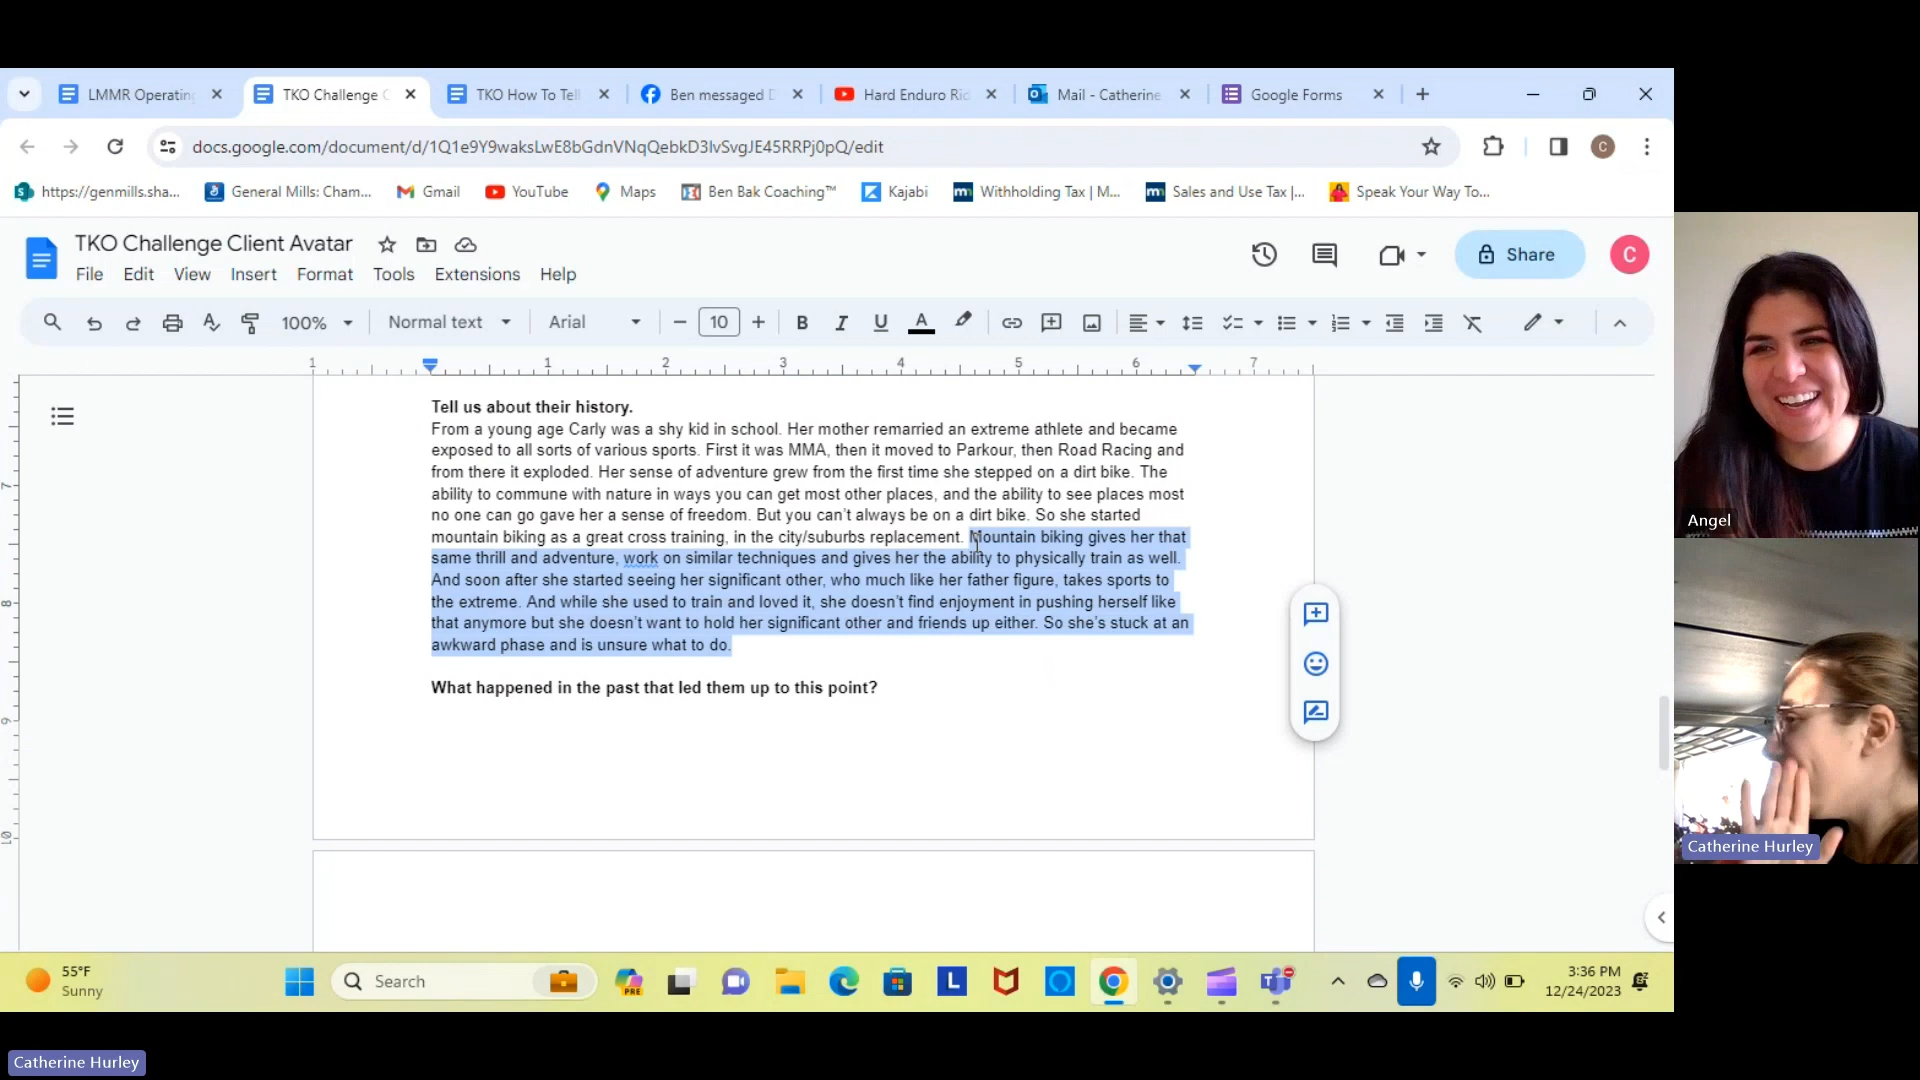 LMMR Operatin
TKO Challenge C
TKO How To Tell
Ben messaged D
Hard Enduro Rid
Mail - Catherine
Google Forms
docs.google.com/document/d/1Q1e9Y9waksLwE8bGdnVNqQebkD3lvSvgJE45RRPj0pQ/edit
C
https://genmills.sha...
General Mills: Cham...
Gmail
YouTube
Maps
Ben Bak Coaching™
Kajabi
Withholding Tax | M...
Sales and Use Tax |...
Speak Your Way To...
TKO Challenge Client Avatar
File Edit View Insert Format Tools Extensions Help
Share
C
100%
Normal text
Arial
10
1 1 2 3 4 5 6 7
Tell us about their history.
From a young age Carly was a shy kid in school. Her mother remarried an extreme athlete and became
exposed to all sorts of various sports. First it was MMA, then it moved to Parkour, then Road Racing and
from there it exploded. Her sense of adventure grew from the first time she stepped on a dirt bike. The
ability to commune with nature in ways you can get most other places, and the ability to see places most
no one can go gave her a sense of freedom. But you can't always be on a dirt bike. So she started
mountain biking as a great cross training, in the city/suburbs replacement. Mountain biking gives her that
same thrill and adventure, work on similar techniques and gives her the ability to physically train as well.
And soon after she started seeing her significant other, who much like her father figure, takes sports to
the extreme. And while she used to train and loved it, she doesn't find enjoyment in pushing herself like
that anymore but she doesn't want to hold her significant other and friends up either. So she's stuck at an
awkward phase and is unsure what to do.
What happened in the past that led them up to this point?
7
8
9
10
Angel
Catherine Hurley
55°F
Sunny
Search
PRE
L
3:36 PM
12/24/2023
Catherine Hurley